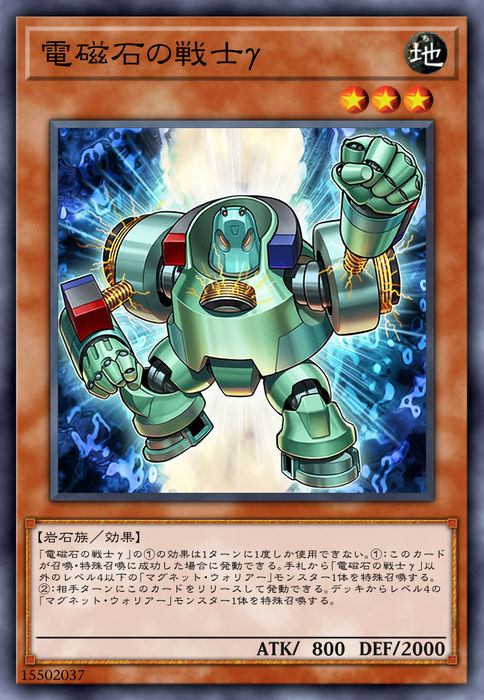 電磁石の戦士γ
ち
地
【岩石族／効果】
「電磁石の戦士γ」の①の効果は1ターンに1度しか使用できない。①：このカード
が召喚・特殊召喚に成功した場合に発動できる。手札から「電磁石の戦士γ」以
外のレベル4以下の「マグネット・ウォリアー」モンスター1体を特殊召喚する。
②：相手ターンにこのカードをリリースして発動できる。デッキからレベル4の
「マグネット・ウォリアー」モンスター1体を特殊召喚する。
ATK/ 800 DEF/2000
15502037